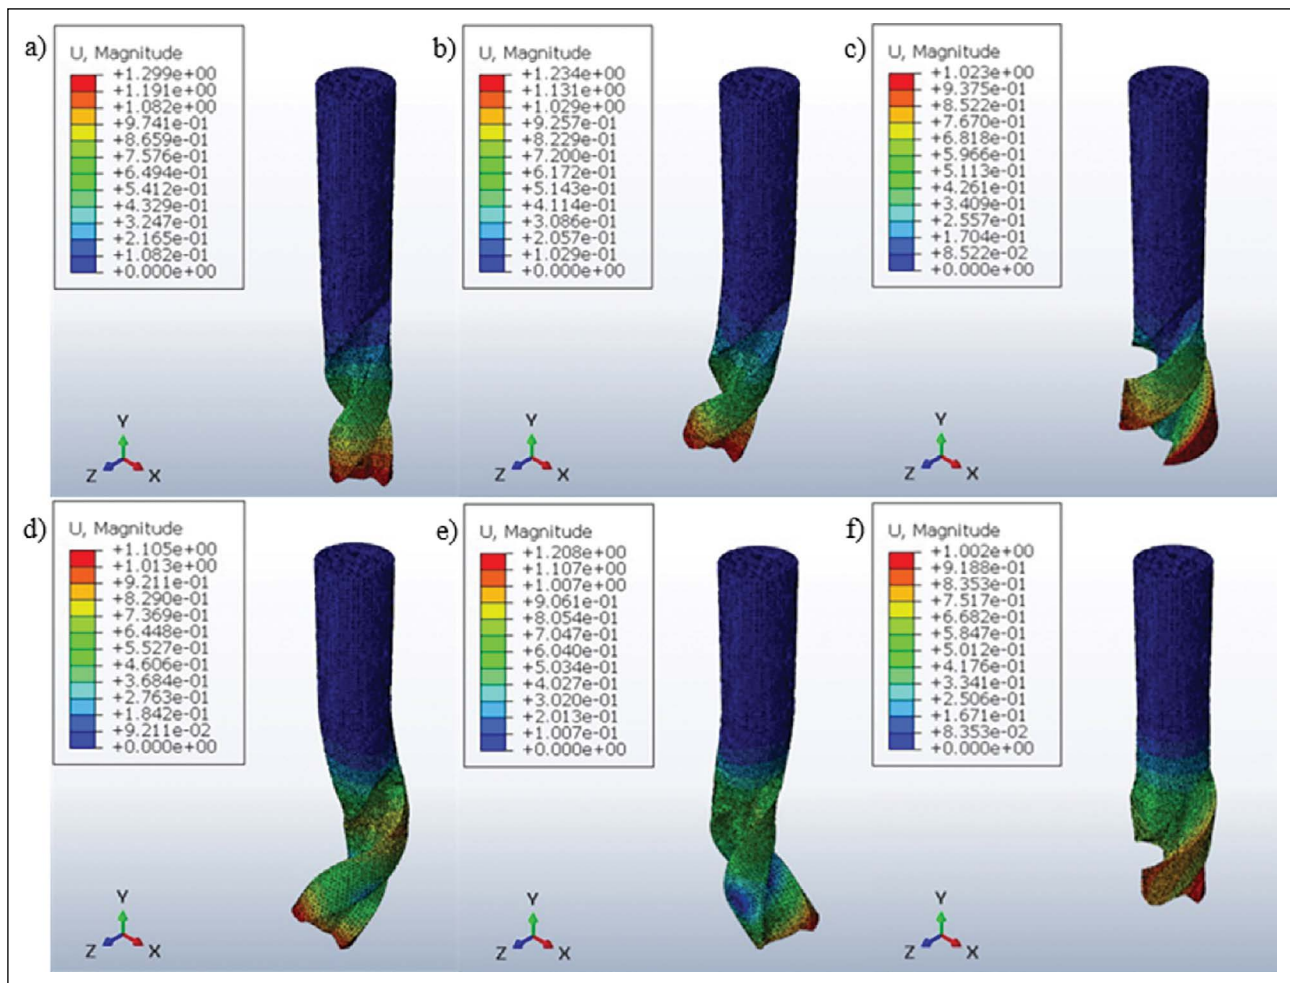 a)
U, Magnitude
+1.299e+00
+1.191e+00
+1.082e+00
+9.741e-01
+8.659e-01
+7.576e-01
+6.494e-01
+5.412e-01
+4.329e-01
+3.247e-01
+2.165e-01
+1.082e-01
+0.000e+00
Y
Z
X
b)
U, Magnitude
+1.234e+00
+1.131e+00
+1.029e+00
+9.257e-01
+8.229e-01
+7.200e-01
+6.172e-01
+5.143e-01
+4.114e-01
+3.086e-01
+2.057e-01
+1.029e-01
+0.000e+00
Y
Z
X
c)
U, Magnitude
+1.023e+00
+9.375e-01
+8.522e-01
+7.670e-01
+6.818e-01
+5.966e-01
+5.113e-01
+4.261e-01
+3.409e-01
+2.557e-01
+1.704e-01
+8.522e-02
+0.000e+00
Y
Z
X
d)
U, Magnitude
+1.105e+00
+1.013e+00
+9.211e-01
+8.290e-01
+7.369e-01
+6.448e-01
+5.527e-01
+4.606e-01
+3.684e-01
+2.763e-01
+1.842e-01
+9.211e-02
+0.000e+00
Y
Z
X
e)
U, Magnitude
+1.208e+00
+1.107e+00
+1.007e+00
+9.061e-01
+8.054e-01
+7.047e-01
+6.040e-01
+5.034e-01
+4.027e-01
+3.020e-01
+2.013e-01
+1.007e-01
+0.000e+00
Y
Z
X
f)
U, Magnitude
+1.002e+00
+9.188e-01
+8.353e-01
+7.517e-01
+6.682e-01
+5.847e-01
+5.012e-01
+4.176e-01
+3.341e-01
+2.506e-01
+1.671e-01
+8.353e-02
+0.000e+00
Y
Z
X